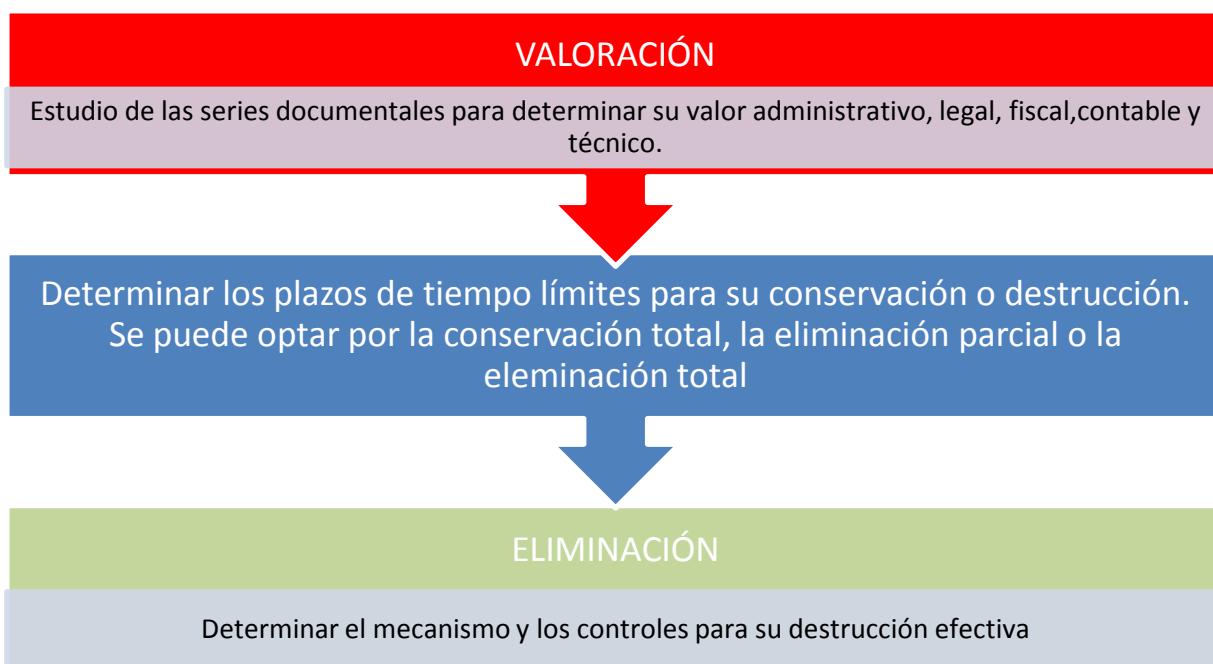 VALORACIÓN
Estudio de las series documentales para determinar su valor administrativo, legal, fiscal,contable y
técnico.
Determinar los plazos de tiempo límites para su conservación o destrucción.
Se puede optar por la conservación total, la eliminación parcial o la
eleminación total
ELIMINACIÓN
Determinar el mecanismo y los controles para su destrucción efectiva